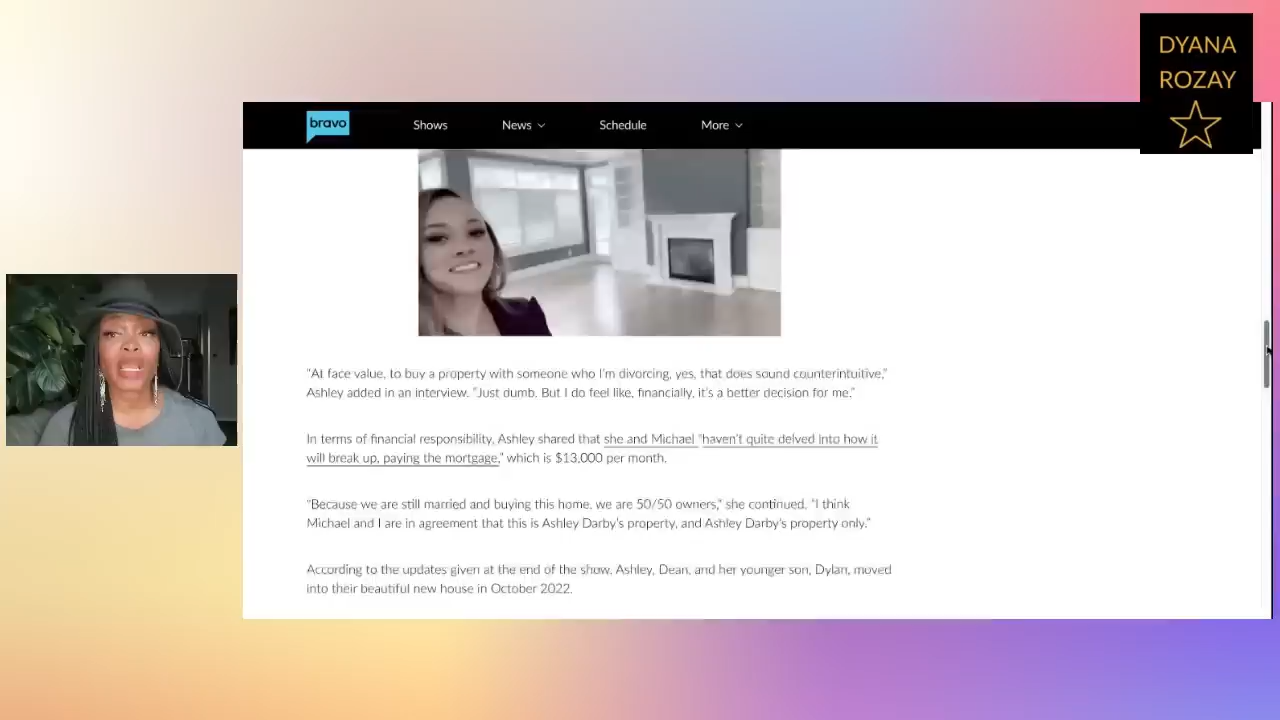 DYANA
ROZAY
bravo
Shows
News
Schedule
More
"At face value, to buy a property with someone who I'm divorcing, yes, that does sound counterintuitive,"
Ashley added in an interview. "Just dumb. But I do feel like, financially, it's a better decision for me."
In terms of financial responsibility, Ashley shared that she and Michael "haven't quite delved into how it
will break up, paying the mortgage," which is $13,000 per month.
"Because we are still married and buying this home, we are 50/50 owners," she continued. "I think
Michael and I are in agreement that this is Ashley Darby's property, and Ashley Darby's property only."
According to the updates given at the end of the show, Ashley, Dean, and her younger son, Dylan, moved
into their beautiful new house in October 2022.